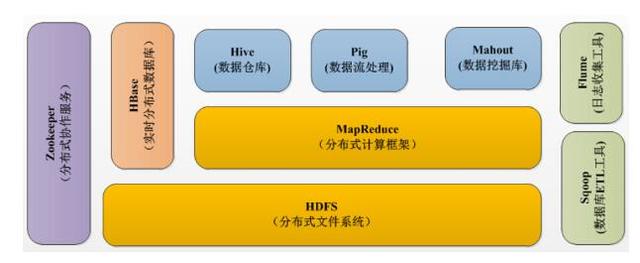 Zookeeper
（分布式协作服务）
HBase
（实时分布式数据库）
Hive
(数据仓库)
Pig
(数据流处理)
Mahout
(数据挖掘库)
MapReduce
(分布式计算框架)
HDFS
（分布式文件系统）
Flume
(日志收集工具)
Sqoop
(数据库ETL工具)